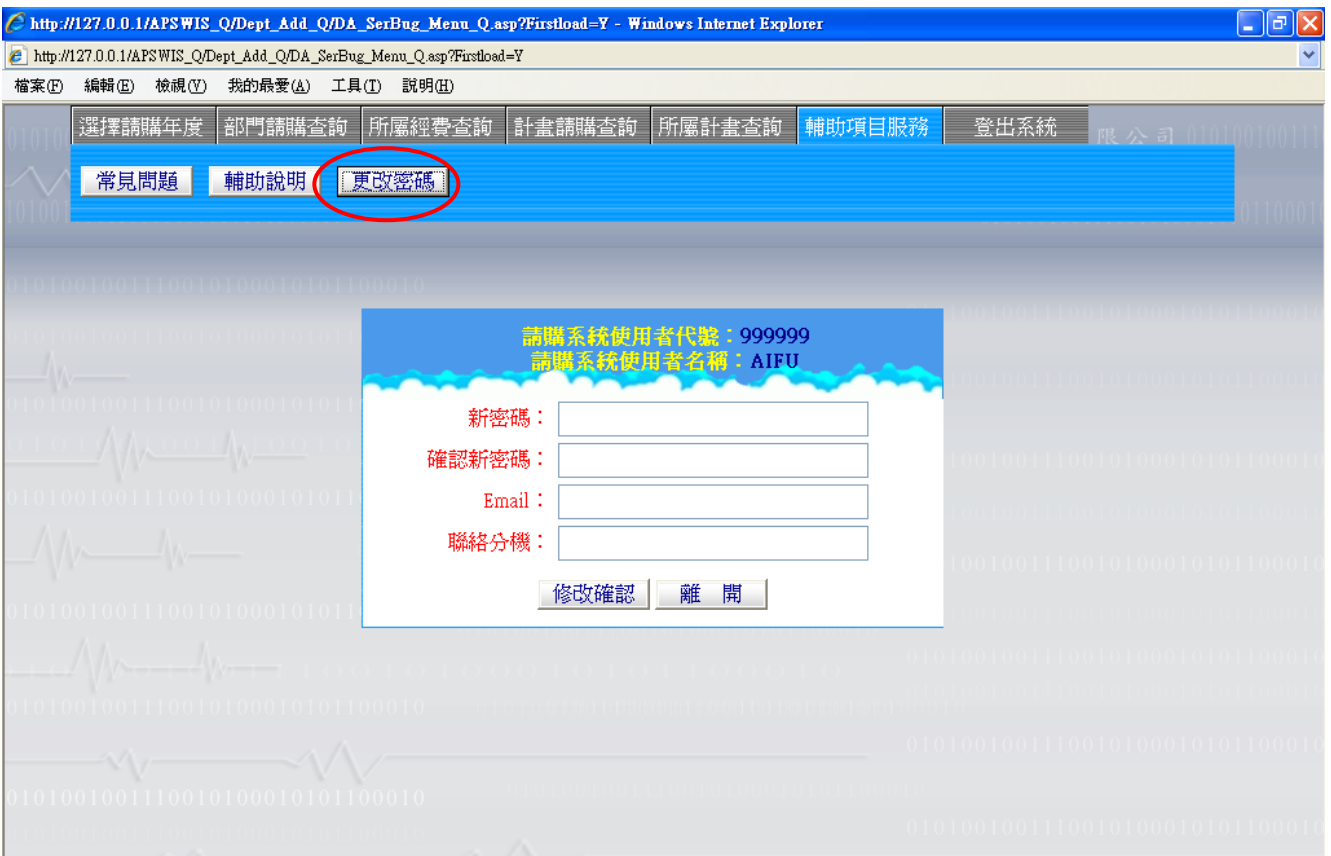 http://127.0.0.1/APSWIS_Q/Dept_Add_Q/DA_SerBug_Menu_Q.asp?Firstload=Y - Windows Internet Explorer
http://127.0.0.1/APSWIS_Q/Dept_Add_Q/DA_SerBug_Menu_Q.asp?Firstload=Y
檔案(F) 編輯(E) 檢視(V) 我的最愛(A) 工具(T) 說明(H)
選擇請購年度 部門請購查詢 所屬經費查詢 計畫請購查詢 所屬計畫查詢 輔助項目服務 登出系統
限公司
常見問題 輔助說明 更改密碼
請購系統使用者代號：999999
請購系統使用者名稱：AIFU
新密碼：
確認新密碼：
Email：
聯絡分機：
修改確認 離 開